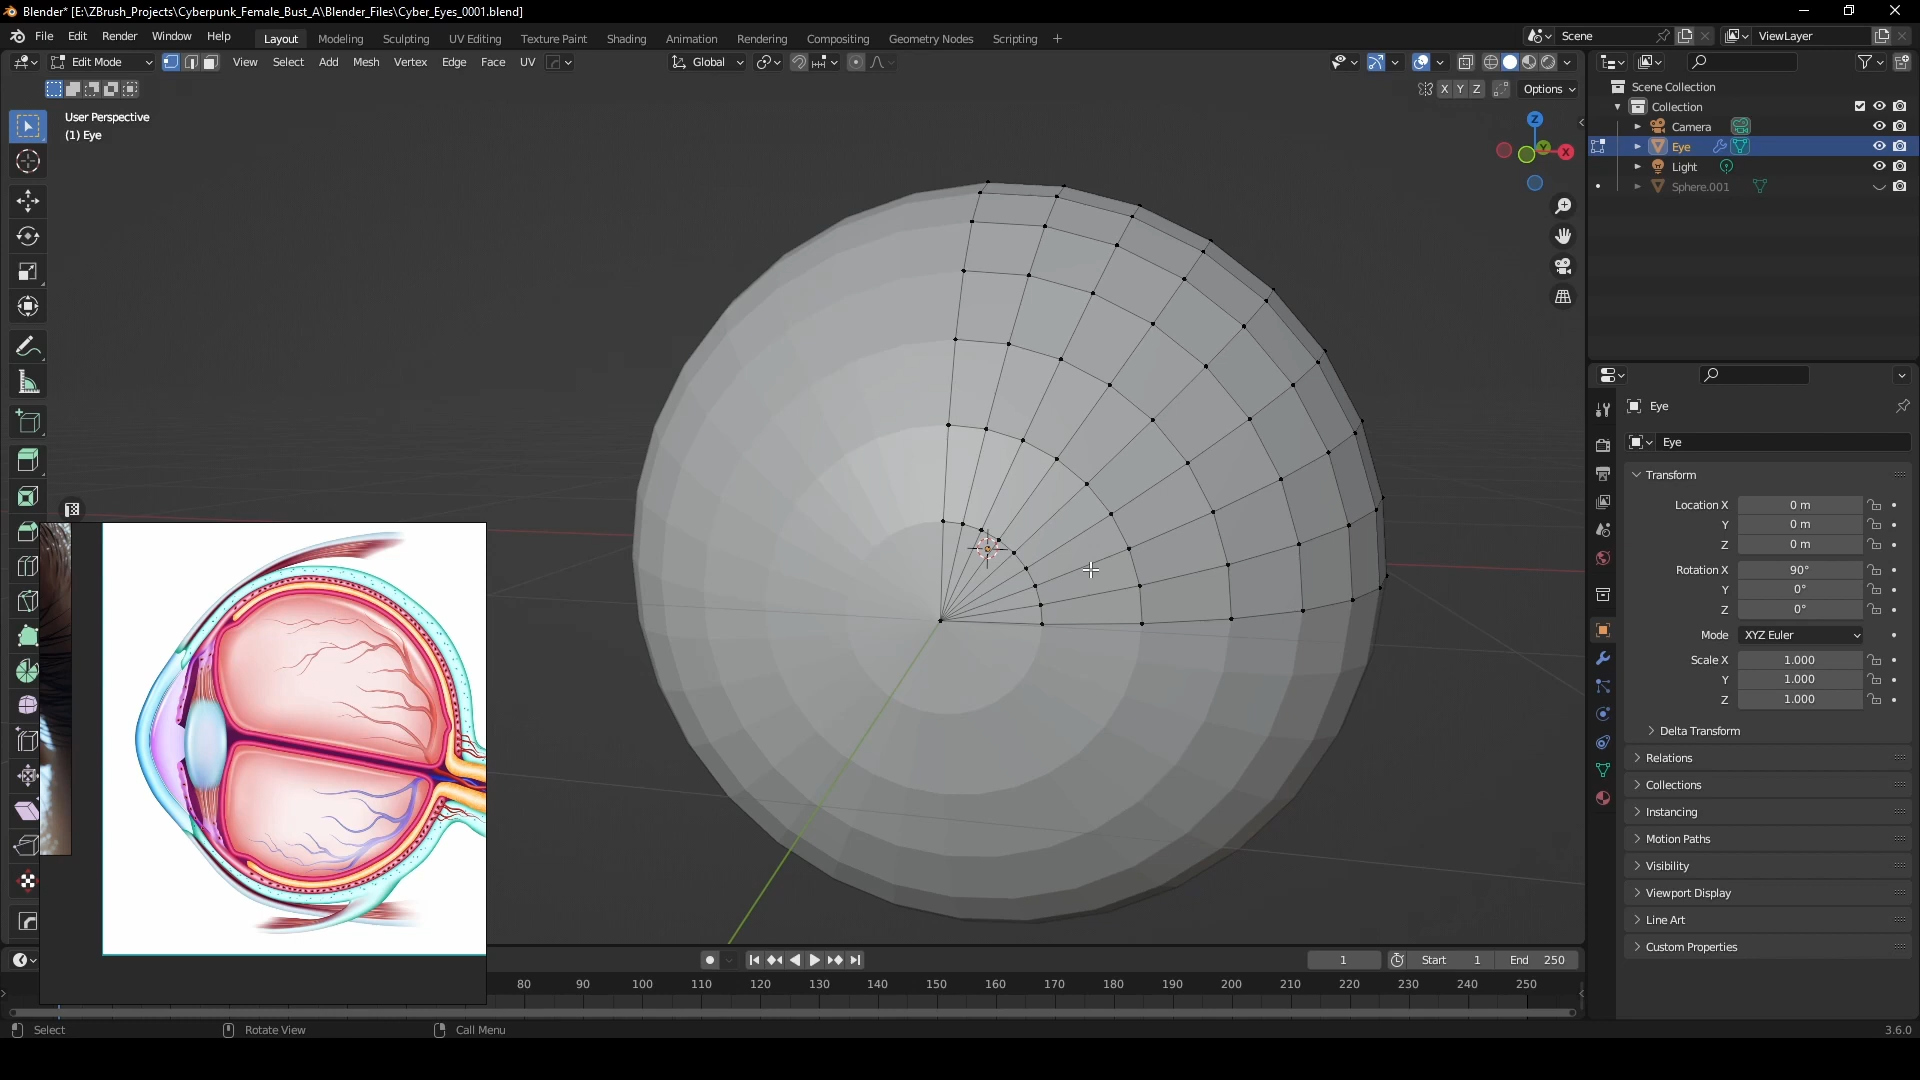 Blender* [E:\ZBrush_Projects\Cyberpunk_Female_Bust_A\Blender_Files\Cyber_Eyes_0001.blend]
File Edit Render Window Help Layout Modeling Sculpting UV Editing Texture Paint Shading Animation Rendering Compositing Geometry Nodes Scripting + Scene ViewLayer
Edit Mode View Select Add Mesh Vertex Edge Face UV Global
X Y Z Options
User Perspective
(1) Eye
Z
Y
X
Scene Collection
Collection
Camera
Eye
Light
Sphere.001
Eye
Eye
Transform
Location X 0 m
Y 0 m
Z 0 m
Rotation X 90°
Y 0°
Z 0°
Mode XYZ Euler
Scale X 1.000
Y 1.000
Z 1.000
Delta Transform
Relations
Collections
Instancing
Motion Paths
Visibility
Viewport Display
Line Art
Custom Properties
1 Start 1 End 250
80 90 100 110 120 130 140 150 160 170 180 190 200 210 220 230 240 250
Select Rotate View Call Menu 3.6.0